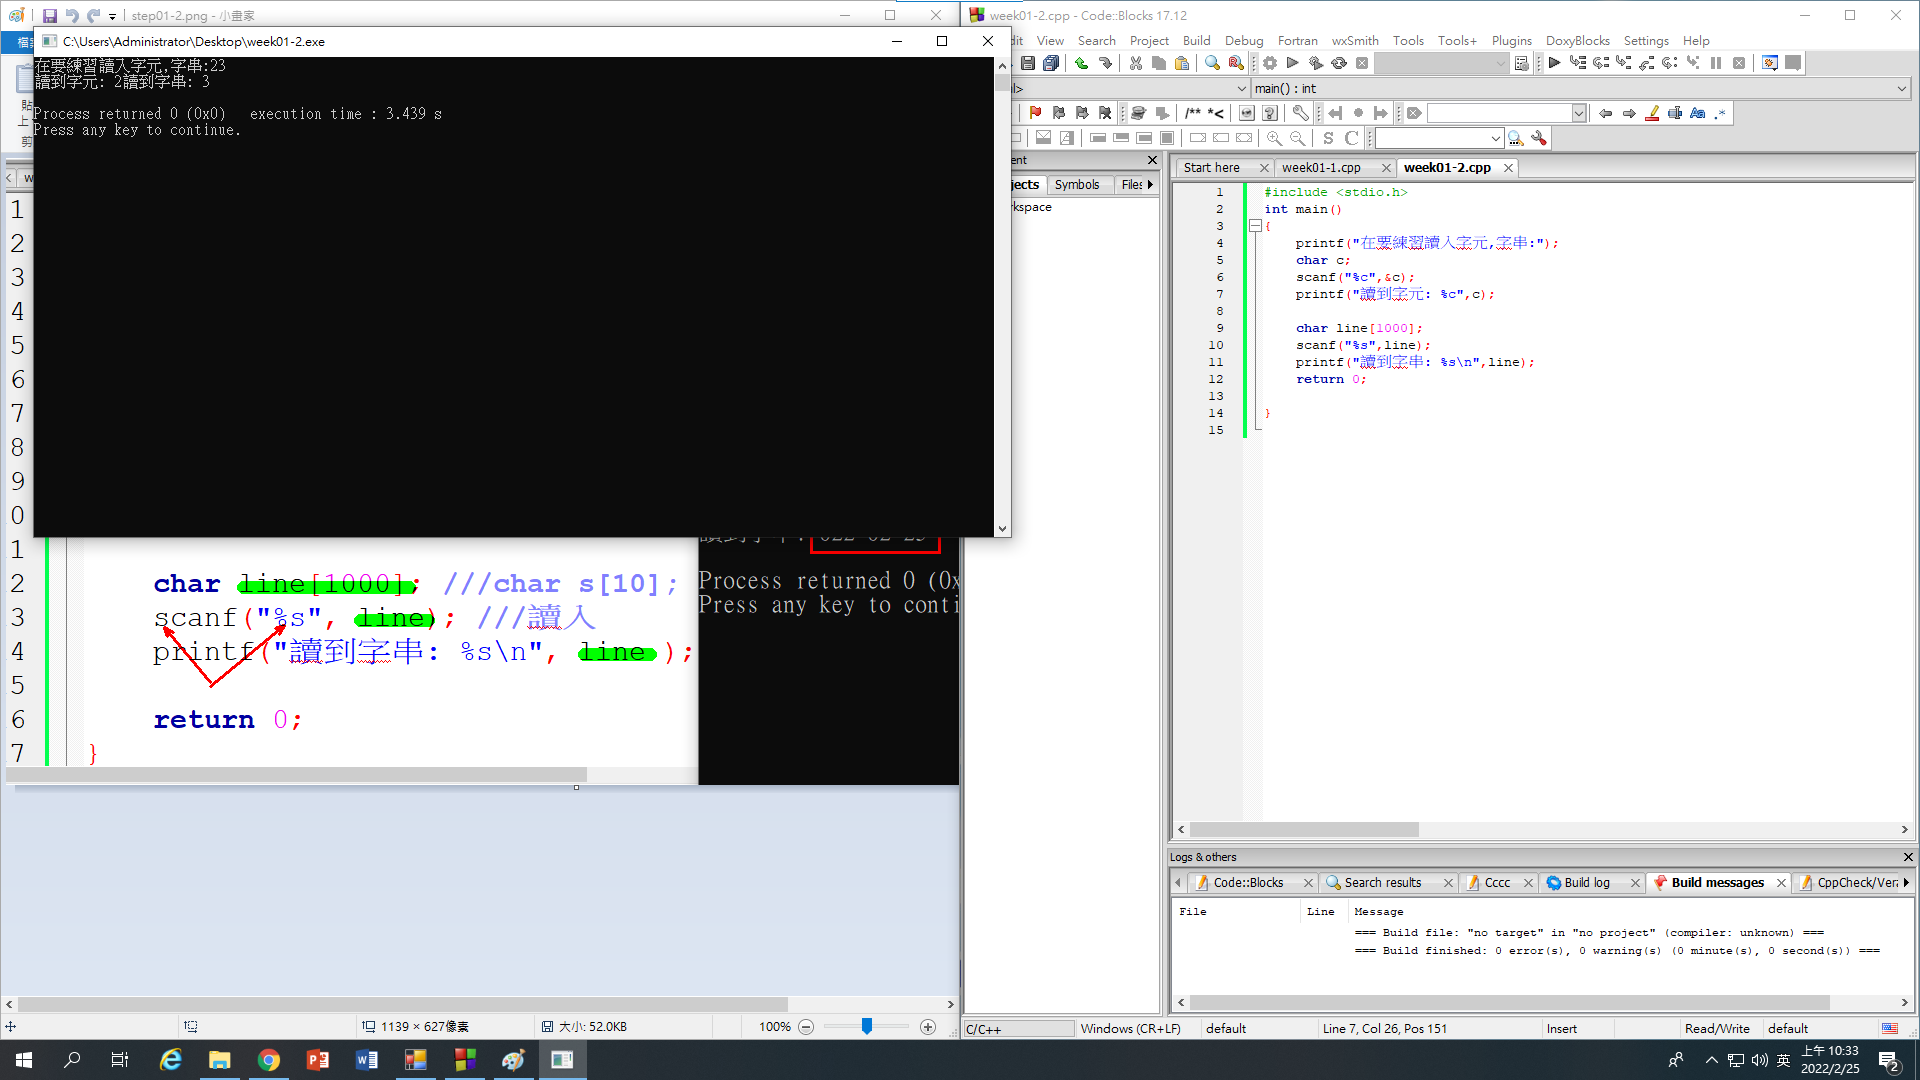 step01-2.png - 小畫家
C:\Users\Administrator\Desktop\week01-2.exe
在要練習讀入字元,字串:23
讀到字元: 2讀到字串: 3
Process returned 0 (0x0)   execution time : 3.439 s
Press any key to continue.
1
2
3
4
5
6
7
8
9
0
1
2
3
4
5
6
7
char line[1000]; ///char s[10];
scanf("%s", line); ///讀入
printf("讀到字串: %s\n", line );
return 0;
}
Process returned 0 (0x
Press any key to conti
1139 × 627像素
大小: 52.0KB
100%
week01-2.cpp - Code::Blocks 17.12
dit View Search Project Build Debug Fortran wxSmith Tools Tools+ Plugins DoxyBlocks Settings Help
main() : int
/** *<
S C
ent
jects Symbols Files
kspace
Start here week01-1.cpp week01-2.cpp
1 #include <stdio.h>
2 int main()
3 {
4 printf("在要練習讀入字元,字串:");
5 char c;
6 scanf("%c",&c);
7 printf("讀到字元: %c",c);
8
9 char line[1000];
10 scanf("%s",line);
11 printf("讀到字串: %s\n",line);
12 return 0;
13
14 }
15
Logs & others
Code::Blocks Search results Cccc Build log Build messages CppCheck/Vera
File Line Message
=== Build file: "no target" in "no project" (compiler: unknown) ===
=== Build finished: 0 error(s), 0 warning(s) (0 minute(s), 0 second(s)) ===
C/C++ Windows (CR+LF) default Line 7, Col 26, Pos 151 Insert Read/Write default
英
上午 10:33
2022/2/25
2